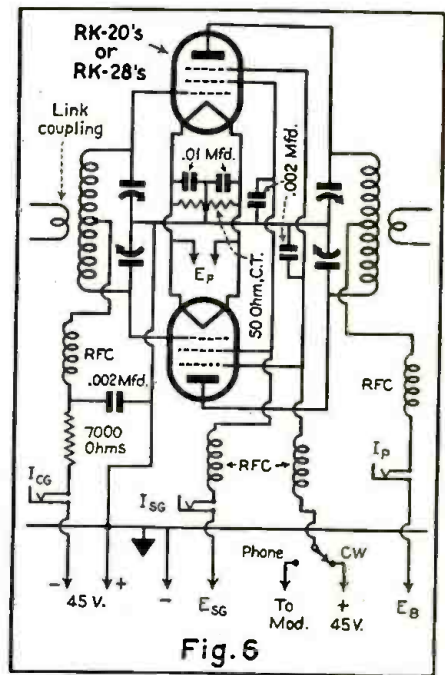 RK-20's
or
RK-28's
Link
coupling
.01 Mfd.
.002 Mfd.
50 Ohm, C.T.
EF
RFC
.002 Mfd.
7000
Ohms
RFC
ICG
ISG
RFC
IP
Phone
CW
- +
45 V.
-
ESG
To
Mod.
+
45 V.
EB
Fig. 6